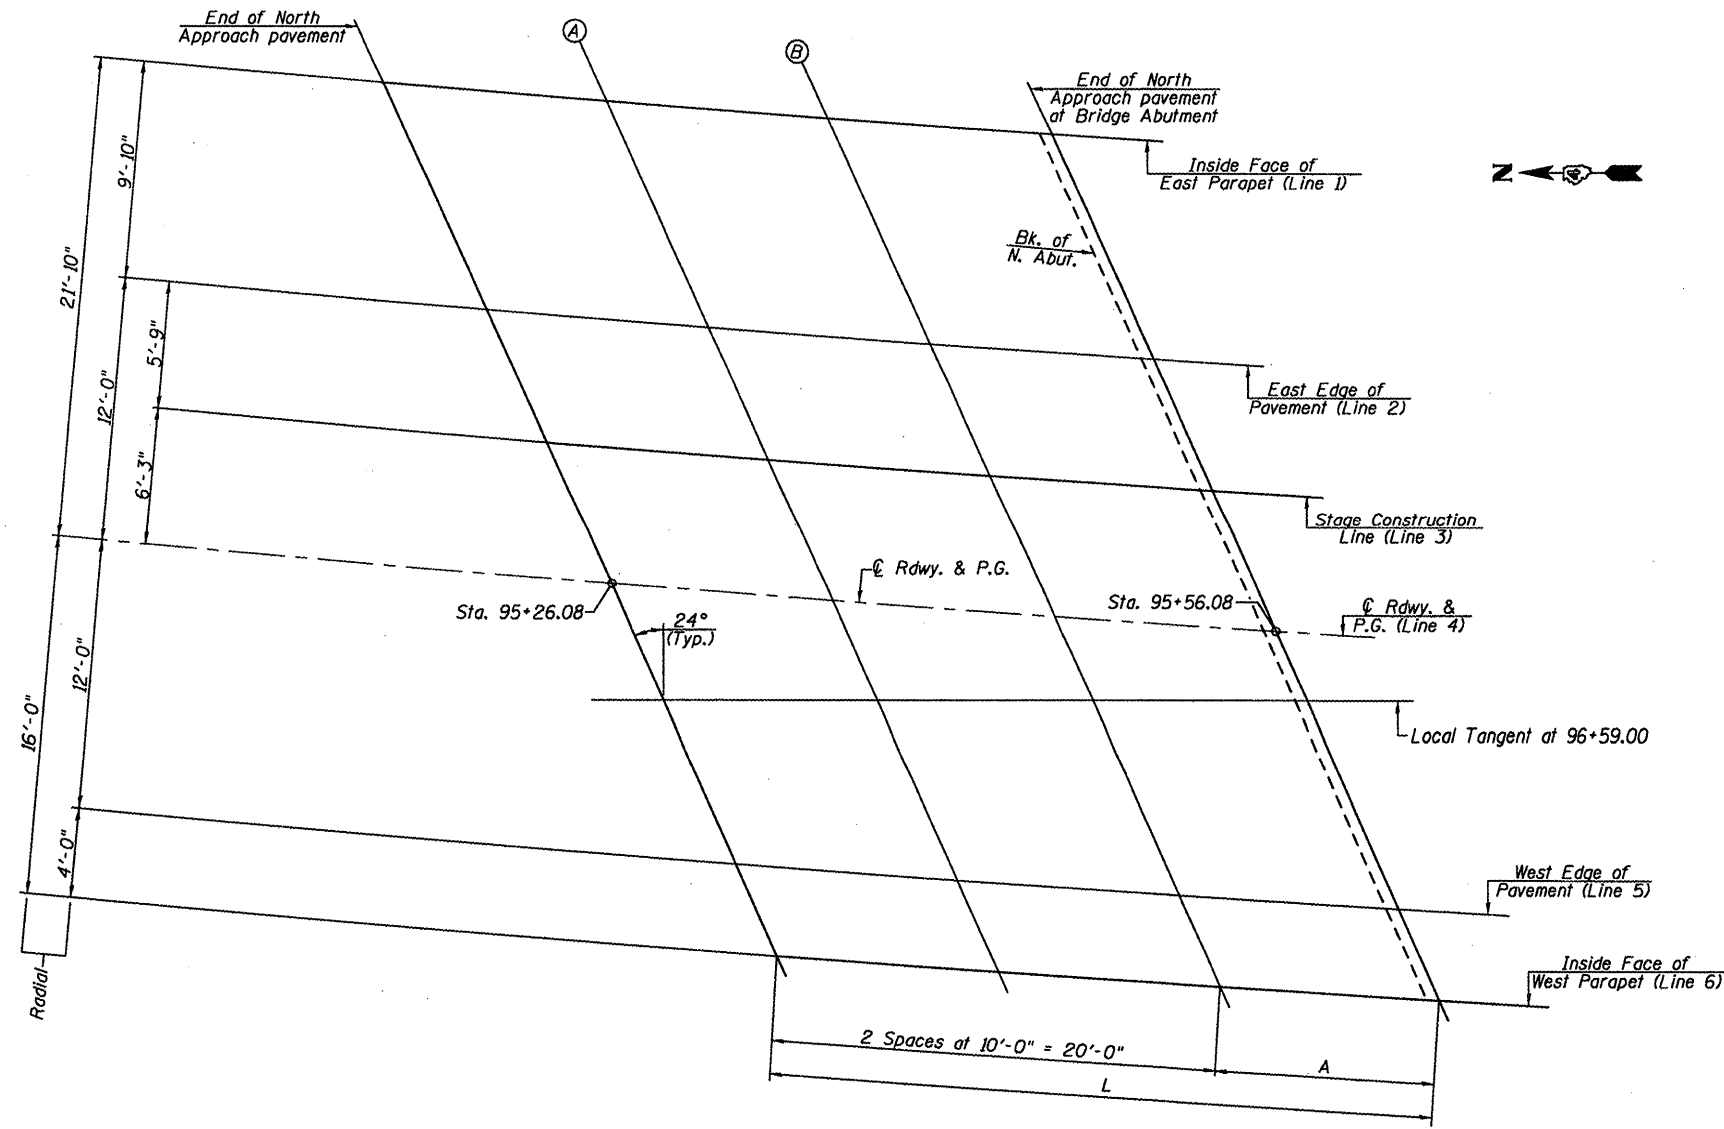 End of North
Approach pavement
A
B
End of North
Approach pavement
at Bridge Abutment
Inside Face of
East Parapet (Line 1)
N
Bk. of
N. Abut.
9'-10"
21'-10"
5'-9"
12'-0"
6'-3"
East Edge of
Pavement (Line 2)
Stage Construction
Line (Line 3)
℄ Rdwy. & P.G.
Sta. 95+26.08
Sta. 95+56.08
℄ Rdwy. &
P.G. (Line 4)
24°
(Typ.)
12'-0"
16'-0"
4'-0"
Local Tangent at 96+59.00
West Edge of
Pavement (Line 5)
Inside Face of
West Parapet (Line 6)
Radial
2 Spaces at 10'-0" = 20'-0"
A
L